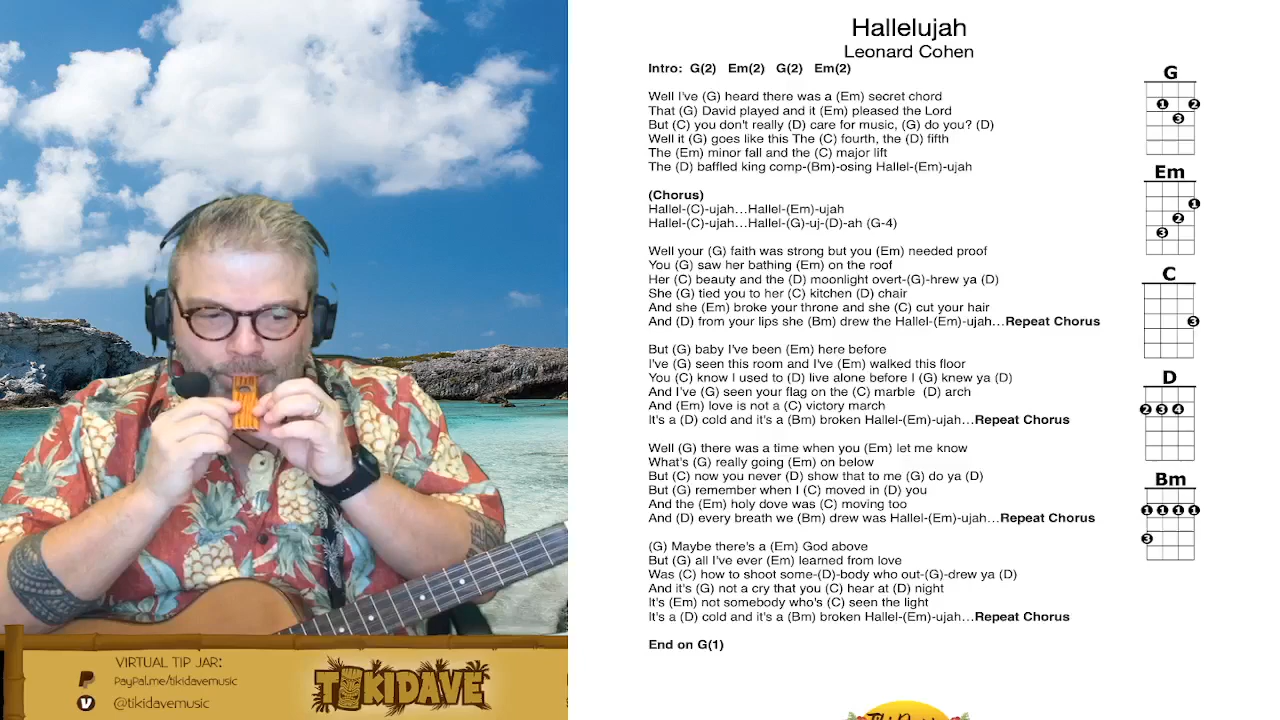 Hallelujah
Leonard Cohen
Intro: G(2) Em(2) G(2) Em(2)
Well I've (G) heard there was a (Em) secret chord
That (G) David played and it (Em) pleased the Lord
But (C) you don't really (D) care for music, (G) do you? (D)
Well it (G) goes like this The (C) fourth, the (D) fifth
The (Em) minor fall and the (C) major lift
The (D) baffled king comp-(Bm)-osing Hallel-(Em)-ujah
(Chorus)
Hallel-(C)-ujah…Hallel-(Em)-ujah
Hallel-(C)-ujah…Hallel-(G)-uj-(D)-ah (G-4)
Well your (G) faith was strong but you (Em) needed proof
You (G) saw her bathing (Em) on the roof
Her (C) beauty and the (D) moonlight overt-(G)-hrew ya (D)
She (G) tied you to her (C) kitchen (D) chair
And she (Em) broke your throne and she (C) cut your hair
And (D) from your lips she (Bm) drew the Hallel-(Em)-ujah…Repeat Chorus
But (G) baby I've been (Em) here before
I've (G) seen this room and I've (Em) walked this floor
You (C) know I used to (D) live alone before I (G) knew ya (D)
And I've (G) seen your flag on the (C) marble (D) arch
And (Em) love is not a (C) victory march
It's a (D) cold and it's a (Bm) broken Hallel-(Em)-ujah…Repeat Chorus
Well (G) there was a time when you (Em) let me know
What's (G) really going (Em) on below
But (C) now you never (D) show that to me (G) do ya (D)
But (G) remember when I (C) moved in (D) you
And the (Em) holy dove was (C) moving too
And (D) every breath we (Bm) drew was Hallel-(Em)-ujah…Repeat Chorus
(G) Maybe there's a (Em) God above
But (G) all I've ever (Em) learned from love
Was (C) how to shoot some-(D)-body who out-(G)-drew ya (D)
And it's (G) not a cry that you (C) hear at (D) night
It's (Em) not somebody who's (C) seen the light
It's a (D) cold and it's a (Bm) broken Hallel-(Em)-ujah…Repeat Chorus
End on G(1)
G
1 2
3
Em
1
2
3
C
3
D
2 3 4
Bm
1 1 1 1
3
VIRTUAL TIP JAR:
PayPal.me/tikidavemusic
@tikidavemusic
TIKIDAVE